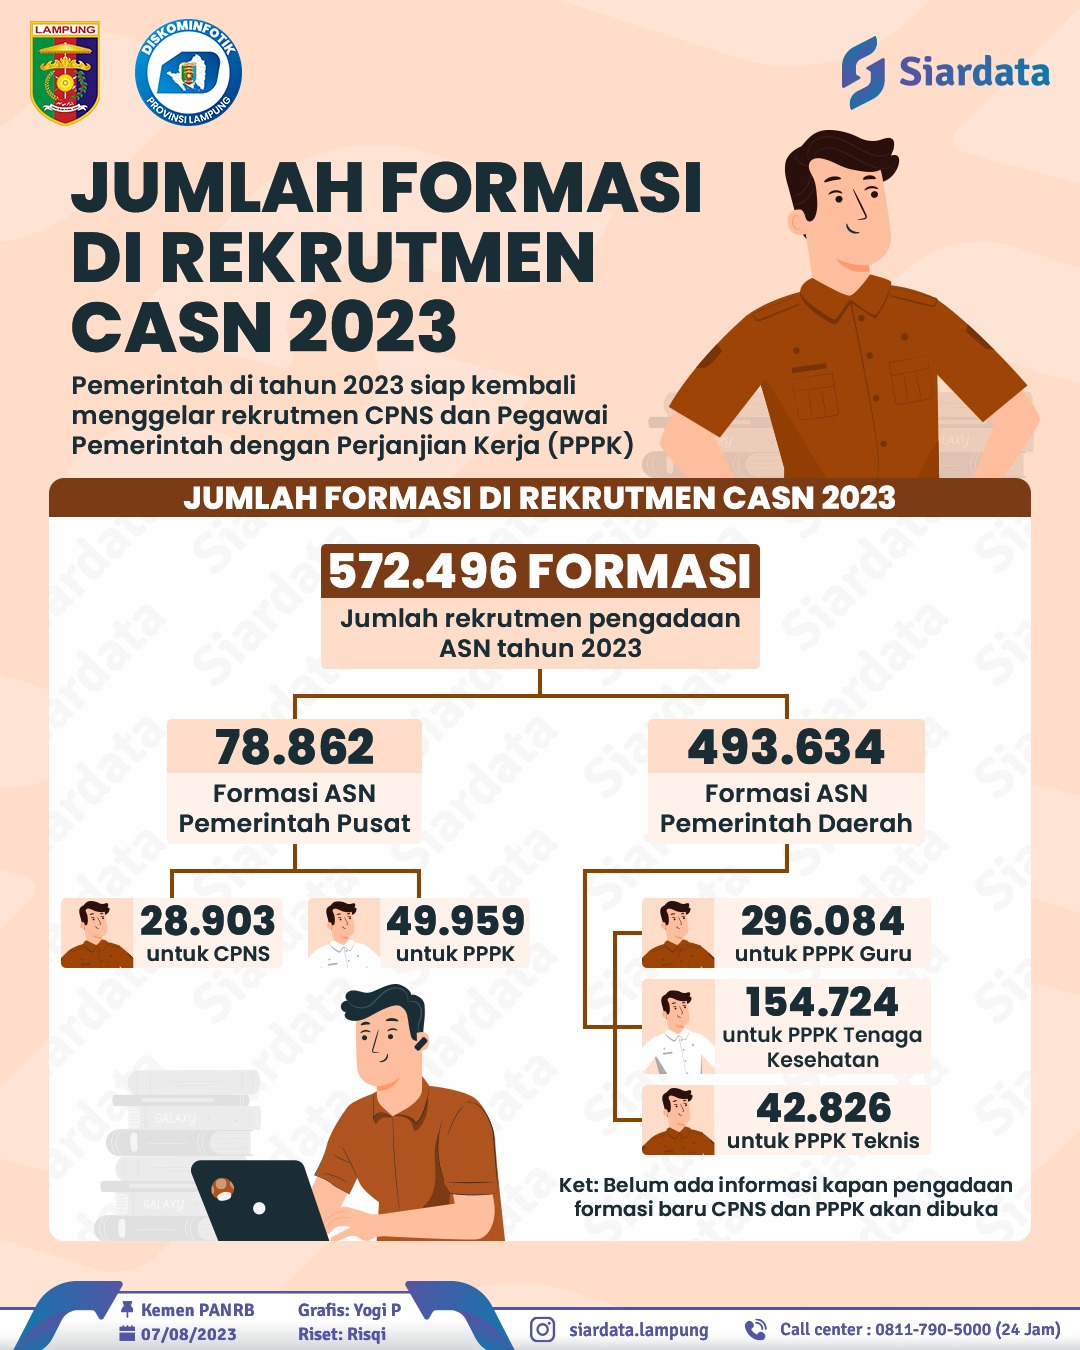 LAMPUNG
DISKOMINFOTIK
PROVINSI LAMPUNG
Siardata
JUMLAH FORMASI
DI REKRUTMEN
CASN 2023
Pemerintah di tahun 2023 siap kembali
menggelar rekrutmen CPNS dan Pegawai
Pemerintah dengan Perjanjian Kerja (PPPK)
JUMLAH FORMASI DI REKRUTMEN CASN 2023
572.496 FORMASI
Jumlah rekrutmen pengadaan
ASN tahun 2023
78.862
Formasi ASN
Pemerintah Pusat
28.903
untuk CPNS
49.959
untuk PPPK
493.634
Formasi ASN
Pemerintah Daerah
296.084
untuk PPPK Guru
154.724
untuk PPPK Tenaga
Kesehatan
42.826
untuk PPPK Teknis
GALAXY
GALAXY
Ket: Belum ada informasi kapan pengadaan
formasi baru CPNS dan PPPK akan dibuka
Kemen PANRB
07/08/2023
Grafis: Yogi P
Riset: Risqi
siardata.lampung
Call center : 0811-790-5000 (24 Jam)